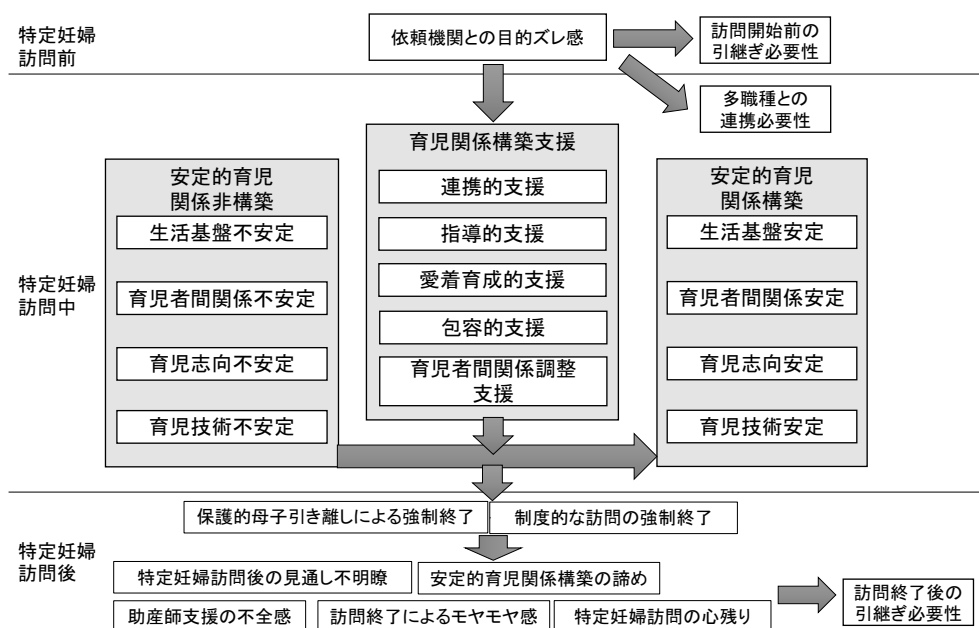 特定妊婦
訪問前
依頼機関との目的ズレ感
訪問開始前の
引継ぎ必要性
多職種との
連携必要性
特定妊婦
訪問中
安定的育児
関係非構築
生活基盤不安定
育児者間関係不安定
育児志向不安定
育児技術不安定
育児関係構築支援
連携的支援
指導的支援
愛着育成的支援
包容的支援
育児者間関係調整
支援
安定的育児
関係構築
生活基盤安定
育児者間関係安定
育児志向安定
育児技術安定
特定妊婦
訪問後
保護的母子引き離しによる強制終了
制度的な訪問の強制終了
特定妊婦訪問後の見通し不明瞭
安定的育児関係構築の諦め
助産師支援の不全感
訪問終了によるモヤモヤ感
特定妊婦訪問の心残り
訪問終了後の
引継ぎ必要性